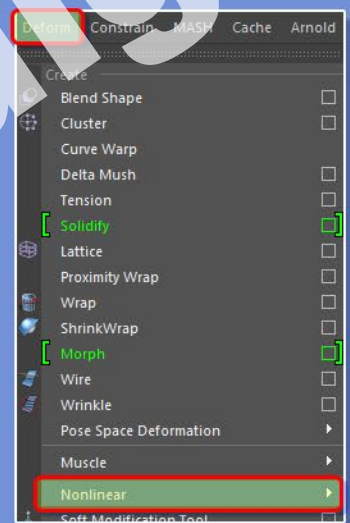 Deform Constrain MASH Cache Arnold
Create
Blend Shape
Cluster
Curve Warp
Delta Mush
Tension
Solidify
Lattice
Proximity Wrap
Wrap
ShrinkWrap
Morph
Wire
Wrinkle
Pose Space Deformation
Muscle
Nonlinear
Soft Modification Tool